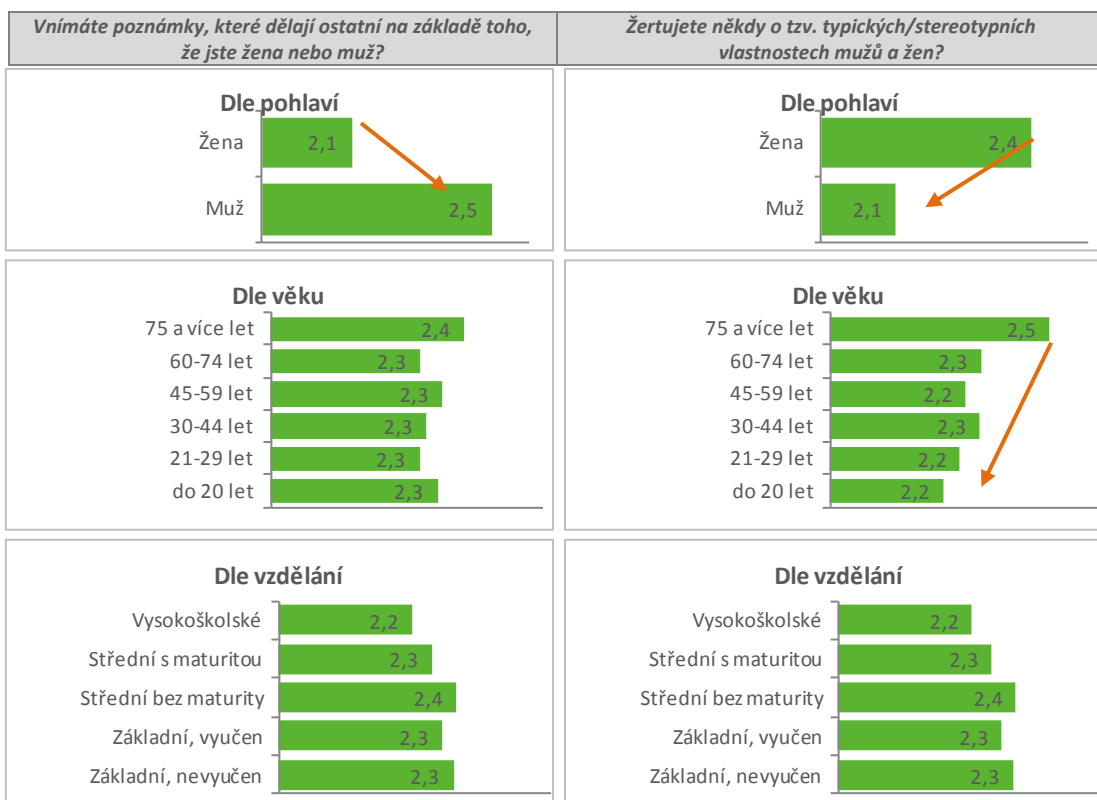 Vnímáte poznámky, které dělají ostatní na základě toho,
že jste žena nebo muž?
Žertujete někdy o tzv. typických/stereotypních
vlastnostech mužů a žen?
Dle pohlaví
Žena 2,1
Muž 2,5
Dle pohlaví
Žena 2,4
Muž 2,1
Dle věku
75 a více let 2,4
60-74 let 2,3
45-59 let 2,3
30-44 let 2,3
21-29 let 2,3
do 20 let 2,3
Dle věku
75 a více let 2,5
60-74 let 2,3
45-59 let 2,2
30-44 let 2,3
21-29 let 2,2
do 20 let 2,2
Dle vzdělání
Vysokoškolské 2,2
Střední s maturitou 2,3
Střední bez maturity 2,4
Základní, vyučen 2,3
Základní, nevyučen 2,3
Dle vzdělání
Vysokoškolské 2,2
Střední s maturitou 2,3
Střední bez maturity 2,4
Základní, vyučen 2,3
Základní, nevyučen 2,3